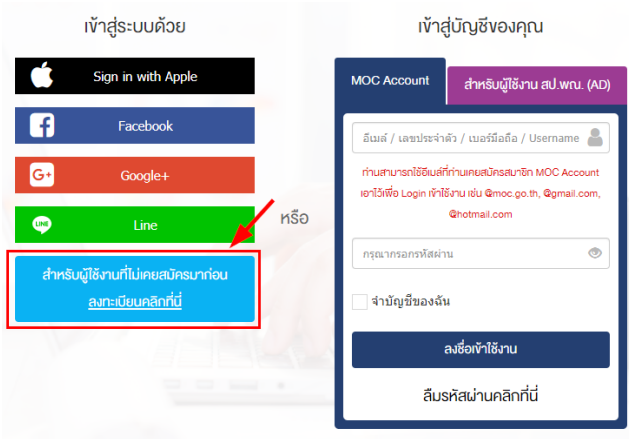 เข้าสู่ระบบด้วย
Sign in with Apple
Facebook
G+ Google+
LINE Line
สำหรับผู้ใช้งานที่ไม่เคยสมัครมาก่อน
ลงทะเบียนคลิกที่นี่
หรือ
เข้าสู่บัญชีของคุณ
MOC Account
สำหรับผู้ใช้งาน สป.พณ. (AD)
อีเมล์ / เลขประจำตัว / เบอร์มือถือ / Username
ท่านสามารถใช้อีเมล์ที่ท่านเคยสมัครสมาชิก MOC Account
เอาไว้เพื่อ Login เข้าใช้งาน เช่น @moc.go.th, @gmail.com,
@hotmail.com
กรุณากรอกรหัสผ่าน
จำบัญชีของฉัน
ลงชื่อเข้าใช้งาน
ลืมรหัสผ่านคลิกที่นี่